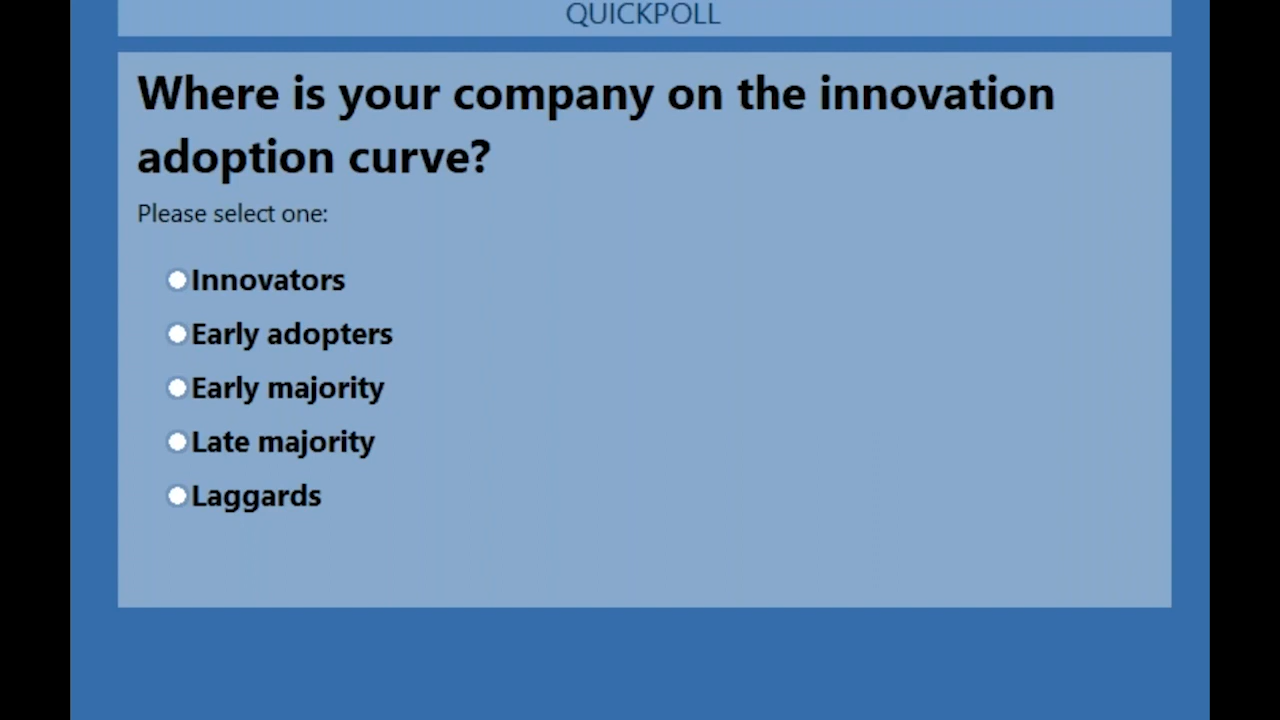 QUICKPOLL
Where is your company on the innovation
adoption curve?
Please select one:
Innovators
Early adopters
Early majority
Late majority
Laggards